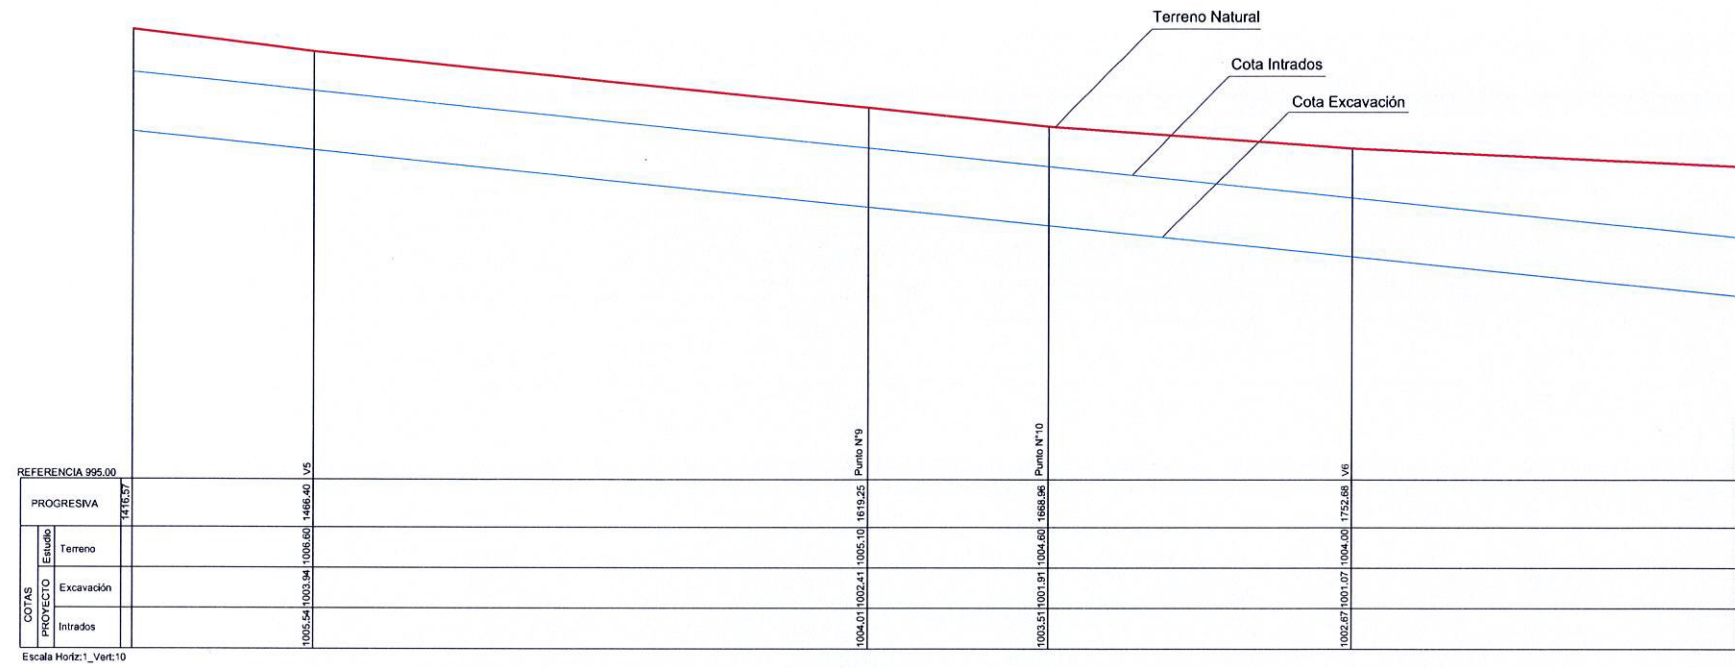 Terreno Natural
Cota Intrados
Cota Excavación
REFERENCIA 995.00
V5
Punto N°9
Punto N°10
V6
PROGRESIVA
1416.57
1466.40
1619.25
1668.96
1752.68
COTAS
Estudio
Terreno
1006.60
1005.10
1004.60
1004.00
PROYECTO
Excavación
1003.94
1002.41
1001.91
1001.07
Intrados
1005.54
1004.01
1003.51
1002.67
Escala Horiz:1_Vert:10